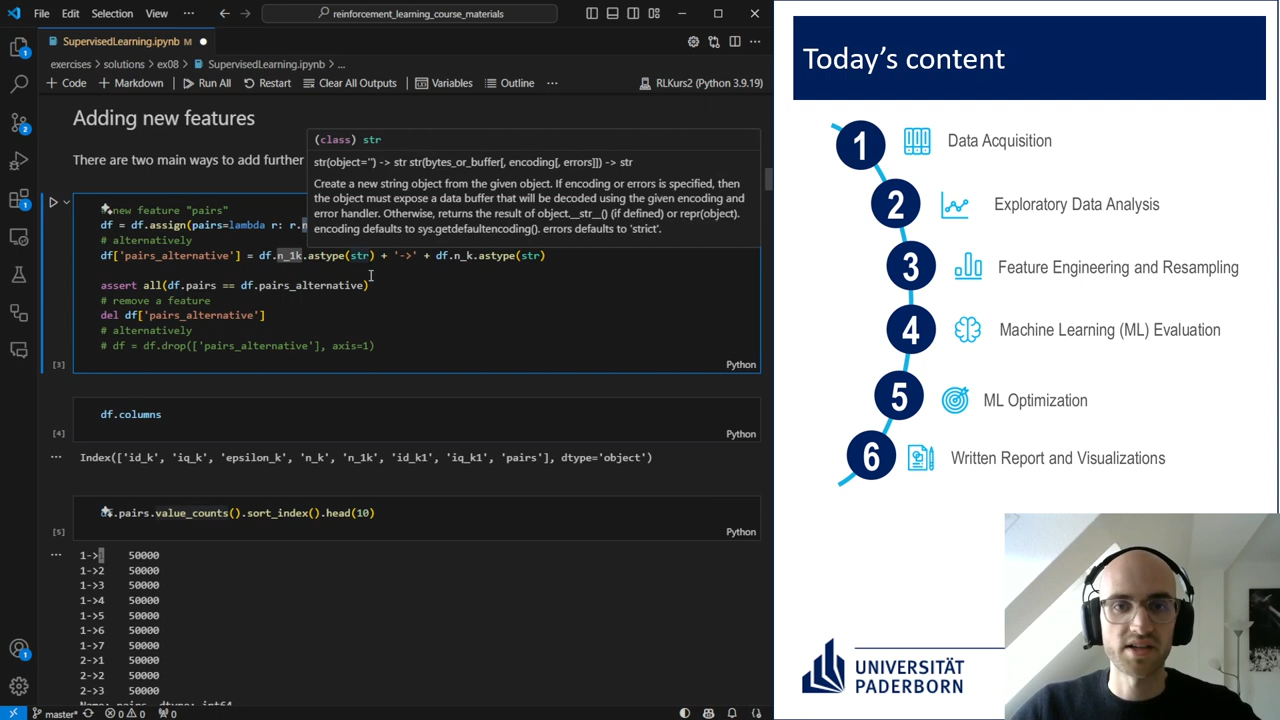 File Edit Selection View ··· reinforcement_learning_course_materials
SupervisedLearning.ipynb M
exercises > solutions > ex08 > SupervisedLearning.ipynb > ...
+ Code + Markdown Run All Restart Clear All Outputs Variables Outline ··· RLKurs2 (Python 3.9.19)
Adding new features
There are two main ways to add further
(class) str
str(object='') -> str str(bytes_or_buffer[, encoding[, errors]]) -> str
Create a new string object from the given object. If encoding or errors is specified, then
the object must expose a data buffer that will be decoded using the given encoding and
error handler. Otherwise, returns the result of object.__str__() (if defined) or repr(object).
encoding defaults to sys.getdefaultencoding(). errors defaults to 'strict'.
new feature "pairs"
df = df.assign(pairs=lambda r: r.n
# alternatively
df['pairs_alternative'] = df.n_1k.astype(str) + '->' + df.n_k.astype(str)
assert all(df.pairs == df.pairs_alternative)
# remove a feature
del df['pairs_alternative']
# alternatively
# df = df.drop(['pairs_alternative'], axis=1)
[3] Python
df.columns
[4] Python
Index(['id_k', 'iq_k', 'epsilon_k', 'n_k', 'n_1k', 'id_k1', 'iq_k1', 'pairs'], dtype='object')
.pairs.value_counts().sort_index().head(10)
[5] Python
1-> 50000
1->2 50000
1->3 50000
1->4 50000
1->5 50000
1->6 50000
1->7 50000
2->1 50000
2->2 50000
2->3 50000
master* 0 0 0
Today's content
1 Data Acquisition
2 Exploratory Data Analysis
3 Feature Engineering and Resampling
4 Machine Learning (ML) Evaluation
5 ML Optimization
6 Written Report and Visualizations
UNIVERSITÄT
PADERBORN